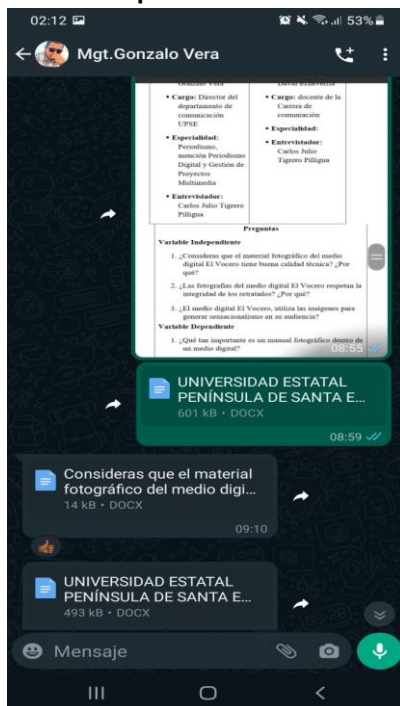 02:12
53%
Mgt.Gonzalo Vera
Gonzalo Vera
• Cargo: Director del
departamento de
comunicación
UPSE
• Especialidad:
Periodismo,
mención Periodismo
Digital y Gestión de
Proyectos
Multimedia
• Entrevistador:
Carlos Julio Tigrero
Pilligua
David Etcheverría
• Cargo: docente de la
Carrera de
comunicación
• Especialidad:
• Entrevistador:
Carlos Julio
Tigrero Pilligua
Preguntas
Variable Independiente
1. ¿Consideras que el material fotográfico del medio
digital El Vocero tiene buena calidad técnica? ¿Por
qué?
2. ¿Las fotografías del medio digital El Vocero respetan la
integridad de los retratados? ¿Por qué?
3. ¿El medio digital El Vocero, utiliza las imágenes para
generar sensacionalismo en su audiencia?
Variable Dependiente
1. ¿Qué tan importante es un manual fotográfico dentro de
un medio digital?
08:55
UNIVERSIDAD ESTATAL
PENÍNSULA DE SANTA E...
601 kB • DOCX
08:59
Consideras que el material
fotográfico del medio digi...
14 kB • DOCX
09:10
UNIVERSIDAD ESTATAL
PENÍNSULA DE SANTA E...
493 kB • DOCX
Mensaje